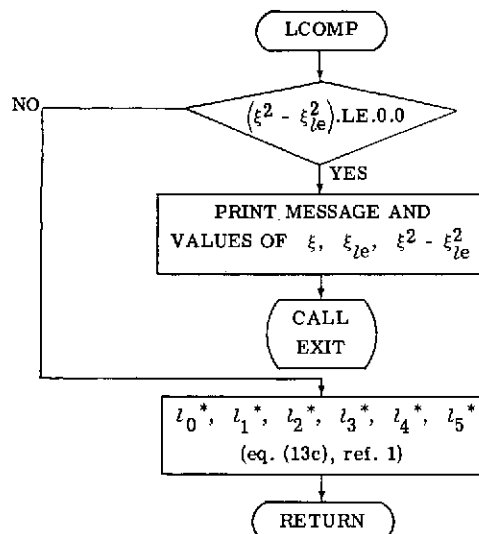 LCOMP
NO
(ξ² - ξ²ₗₑ).LE.0.0
YES
PRINT MESSAGE AND
VALUES OF ξ, ξₗₑ, ξ² - ξ²ₗₑ
CALL
EXIT
l₀*, l₁*, l₂*, l₃*, l₄*, l₅*
(eq. (13c), ref. 1)
RETURN